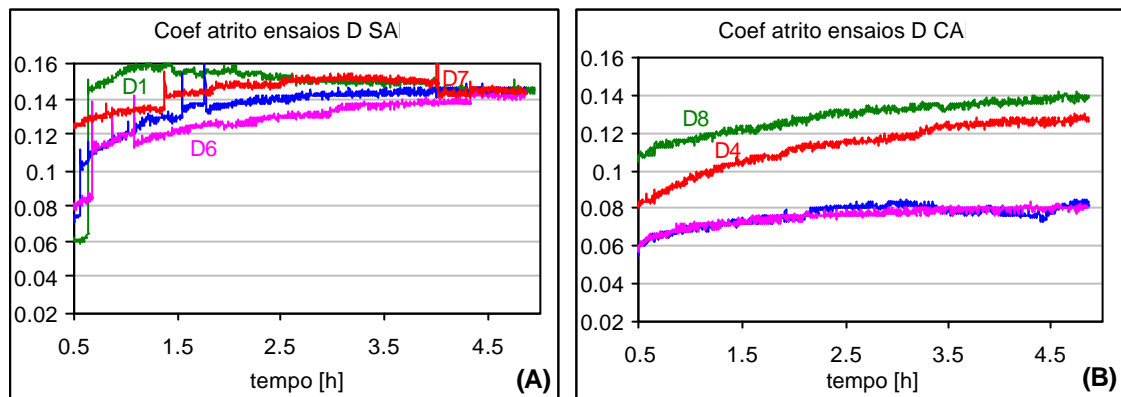 Coef atrito ensaios D SA
0.16
0.14
0.12
0.1
0.08
0.06
0.04
0.02
D1
D7
D6
0.5 1.5 2.5 3.5 4.5
tempo [h]
(A)
Coef atrito ensaios D CA
0.16
0.14
0.12
0.1
0.08
0.06
0.04
0.02
D8
D4
0.5 1.5 2.5 3.5 4.5
tempo [h]
(B)